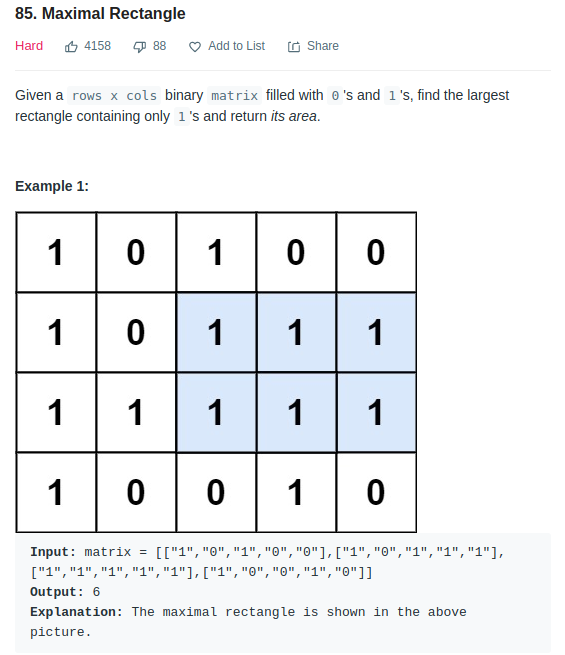 85. Maximal Rectangle
Hard 4158 88 Add to List Share
Given a rows x cols binary matrix filled with 0 's and 1 's, find the largest
rectangle containing only 1 's and return its area.
Example 1:
1 0 1 0 0
1 0 1 1 1
1 1 1 1 1
1 0 0 1 0
Input: matrix = [["1","0","1","0","0"],["1","0","1","1","1"],
["1","1","1","1","1"],["1","0","0","1","0"]]
Output: 6
Explanation: The maximal rectangle is shown in the above
picture.